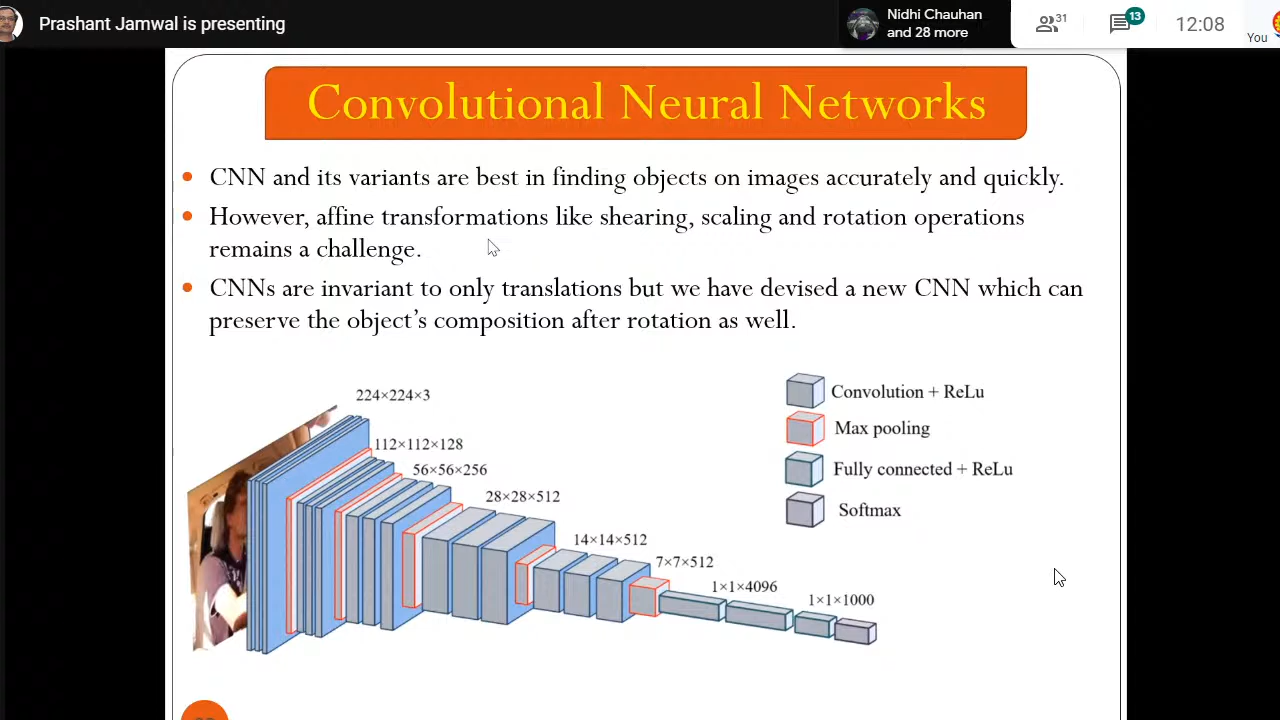 Prashant Jamwal is presenting
Nidhi Chauhan
and 28 more
31
13
12:08
You
Convolutional Neural Networks
• CNN and its variants are best in finding objects on images accurately and quickly.
• However, affine transformations like shearing, scaling and rotation operations
remains a challenge.
• CNNs are invariant to only translations but we have devised a new CNN which can
preserve the object's composition after rotation as well.
224×224×3
112×112×128
56×56×256
28×28×512
14×14×512
7×7×512
1×1×4096
1×1×1000
Convolution + ReLu
Max pooling
Fully connected + ReLu
Softmax